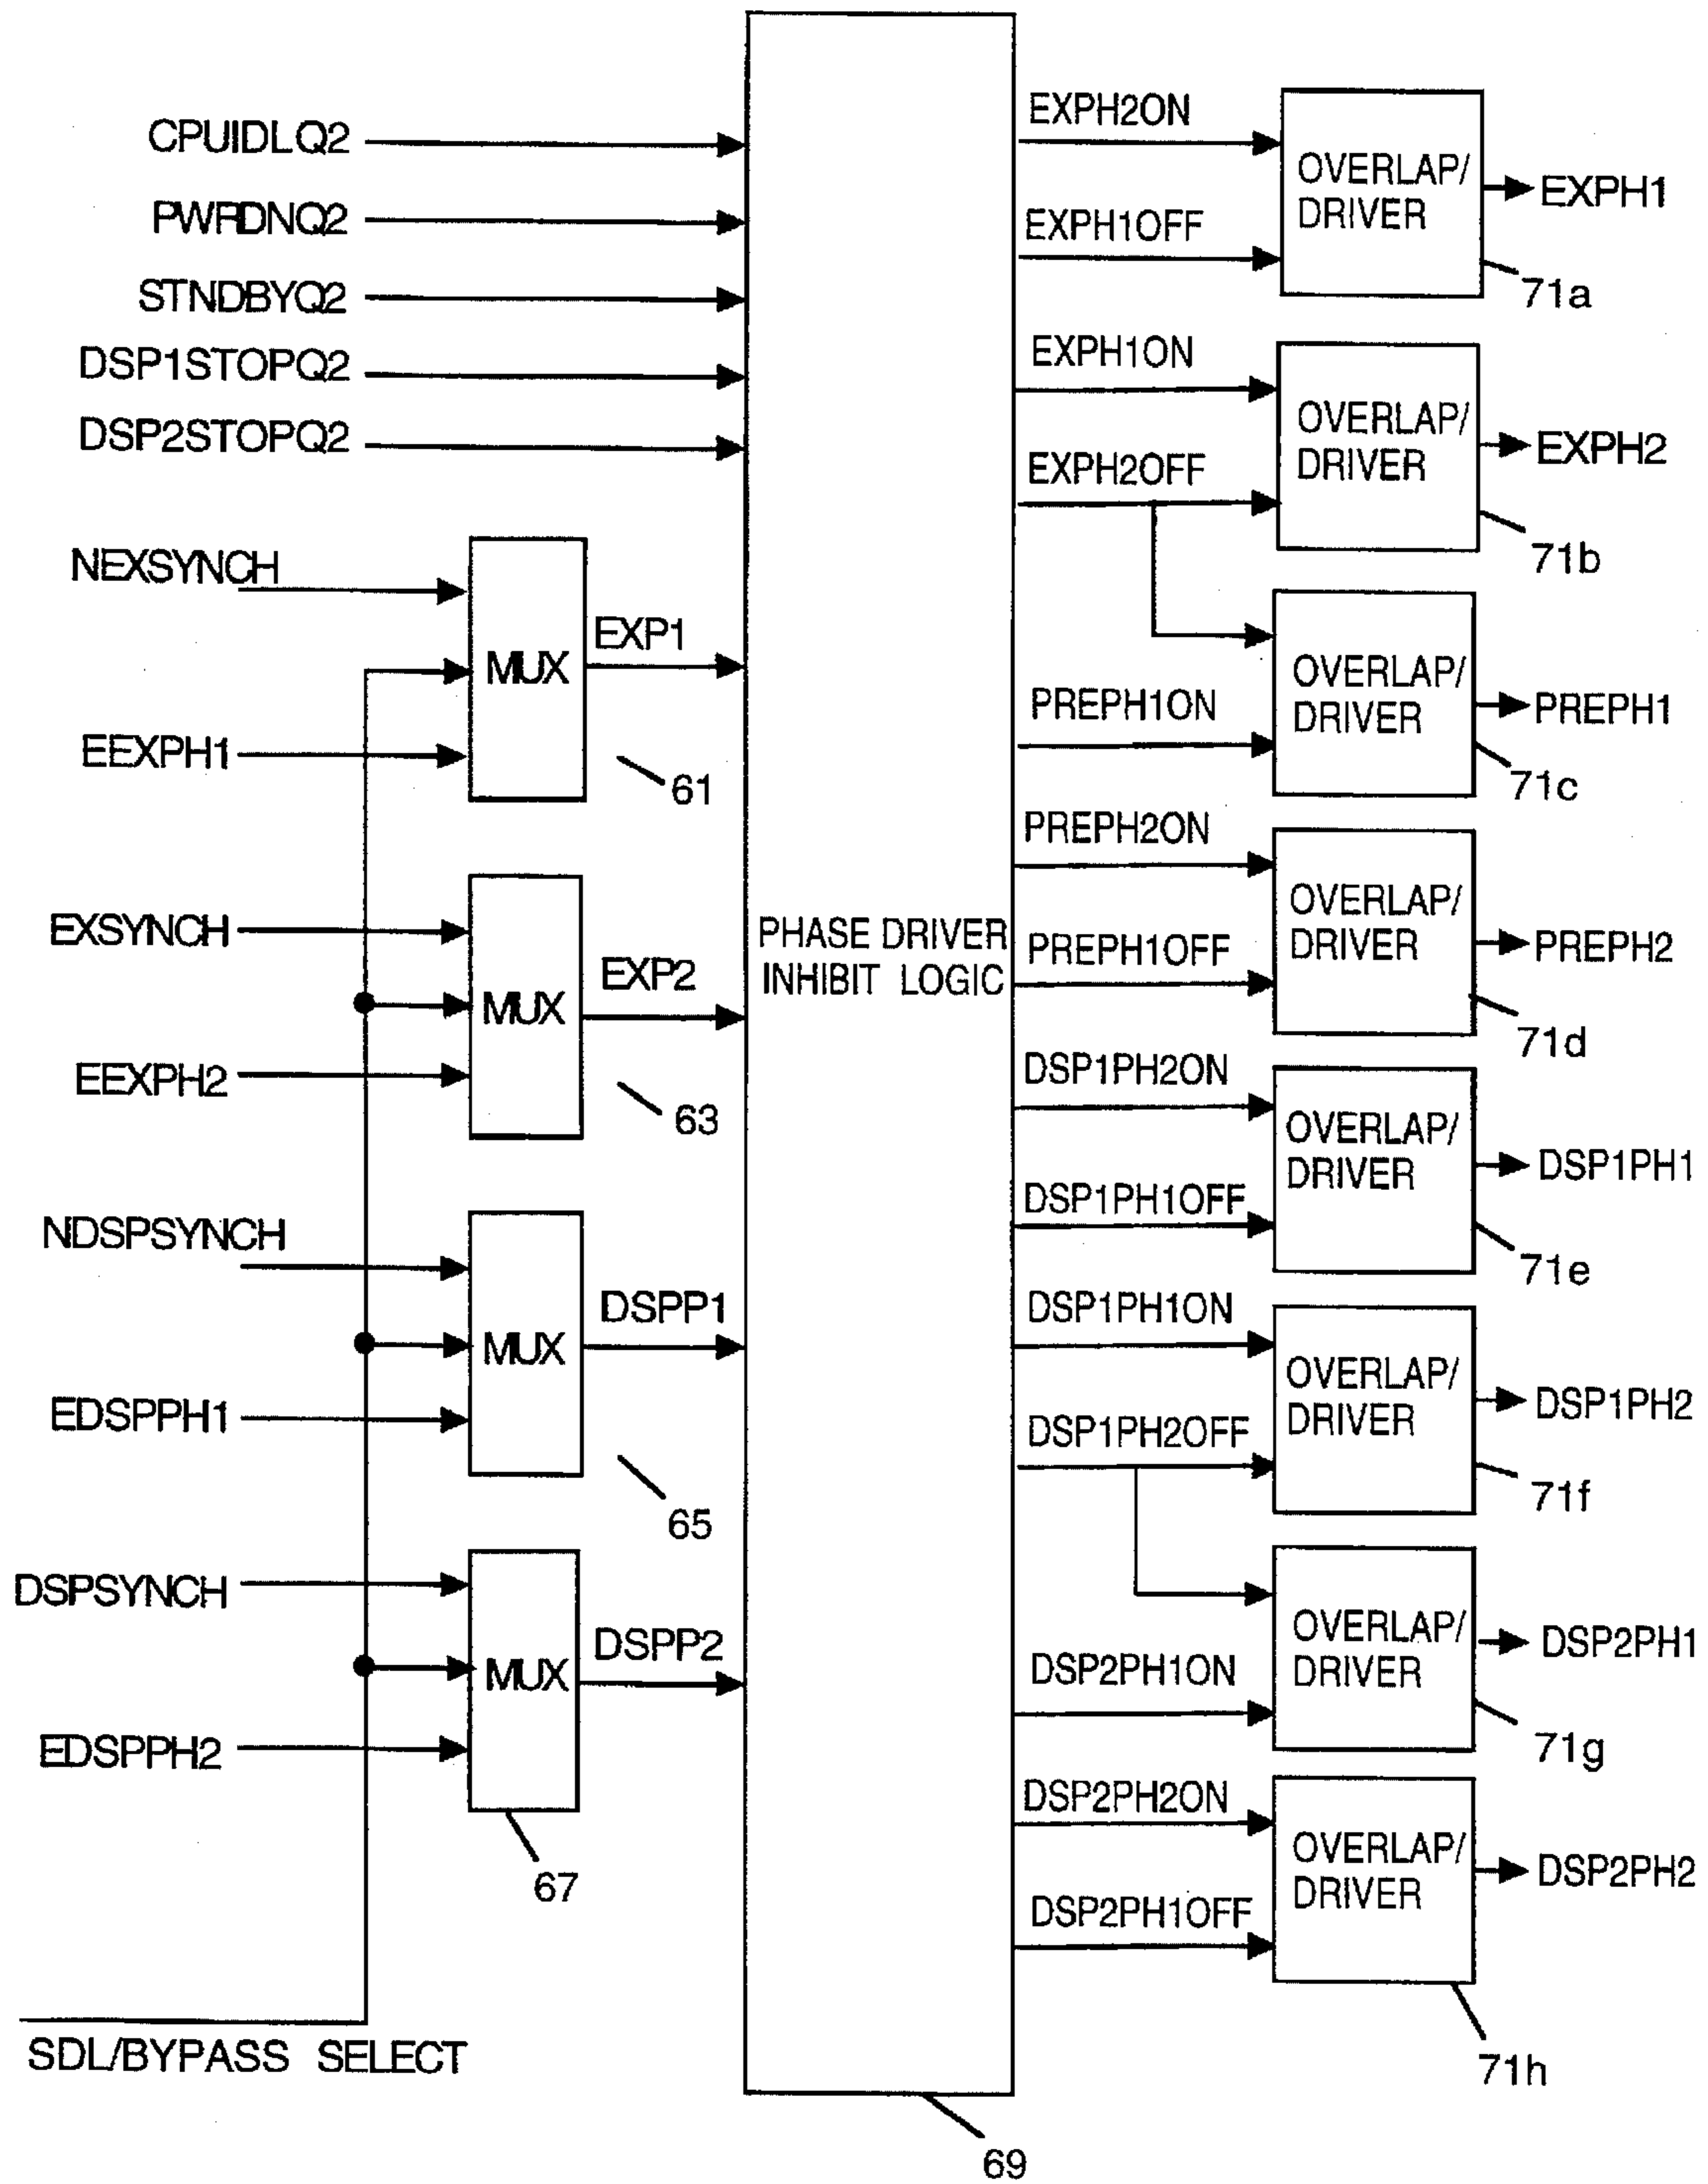 CPUIDLQ2
PWRDNQ2
STNDBYQ2
DSP1STOPQ2
DSP2STOPQ2
NEXSYNCH
MUX
EXP1
EEXPH1
61
EXSYNCH
MUX
EXP2
EEXPH2
63
NDSPSYNCH
MUX
DSPP1
EDSPPH1
65
DSPSYNCH
MUX
DSPP2
EDSPPH2
67
SDL/BYPASS SELECT
PHASE DRIVER
INHIBIT LOGIC
69
EXPH2ON
EXPH1OFF
OVERLAP/
DRIVER
EXPH1
71a
EXPH1ON
EXPH2OFF
OVERLAP/
DRIVER
EXPH2
71b
PREPH1ON
OVERLAP/
DRIVER
PREPH1
71c
PREPH2ON
PREPH1OFF
OVERLAP/
DRIVER
PREPH2
71d
DSP1PH2ON
DSP1PH1OFF
OVERLAP/
DRIVER
DSP1PH1
71e
DSP1PH1ON
DSP1PH2OFF
OVERLAP/
DRIVER
DSP1PH2
71f
DSP2PH1ON
OVERLAP/
DRIVER
DSP2PH1
71g
DSP2PH2ON
DSP2PH1OFF
OVERLAP/
DRIVER
DSP2PH2
71h